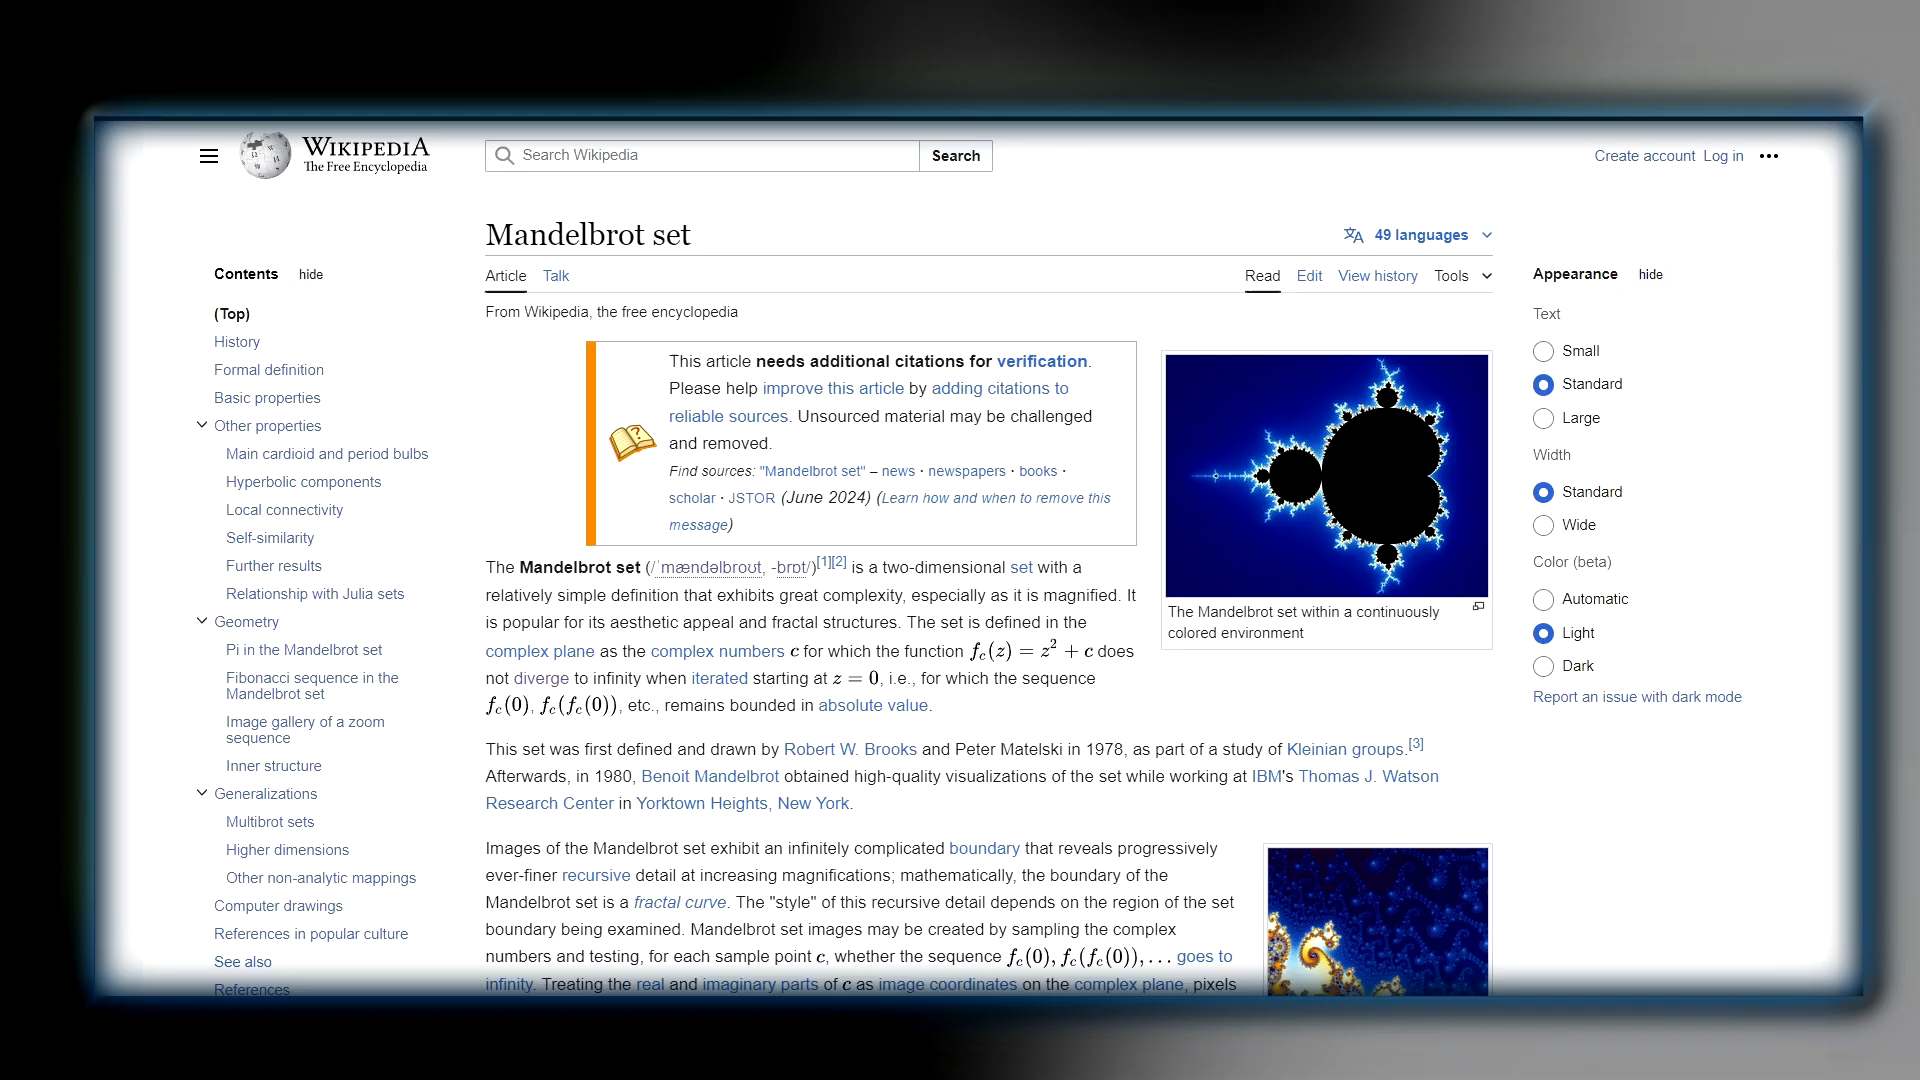 WIKIPEDIA
The Free Encyclopedia
Search Wikipedia
Search
Create account Log in
Mandelbrot set
49 languages
Contents hide
(Top)
History
Formal definition
Basic properties
Other properties
Main cardioid and period bulbs
Hyperbolic components
Local connectivity
Self-similarity
Further results
Relationship with Julia sets
Geometry
Pi in the Mandelbrot set
Fibonacci sequence in the
Mandelbrot set
Image gallery of a zoom
sequence
Inner structure
Generalizations
Multibrot sets
Higher dimensions
Other non-analytic mappings
Computer drawings
References in popular culture
See also
References
Article Talk
Read Edit View history Tools
From Wikipedia, the free encyclopedia
This article needs additional citations for verification.
Please help improve this article by adding citations to
reliable sources. Unsourced material may be challenged
and removed.
Find sources: "Mandelbrot set" – news · newspapers · books ·
scholar · JSTOR (June 2024) (Learn how and when to remove this
message)
The Mandelbrot set within a continuously
colored environment
The Mandelbrot set (/ˈmændəlbroʊt, -brɒt/)[1][2] is a two-dimensional set with a
relatively simple definition that exhibits great complexity, especially as it is magnified. It
is popular for its aesthetic appeal and fractal structures. The set is defined in the
complex plane as the complex numbers c for which the function f_c(z) = z² + c does
not diverge to infinity when iterated starting at z = 0, i.e., for which the sequence
f_c(0), f_c(f_c(0)), etc., remains bounded in absolute value.
This set was first defined and drawn by Robert W. Brooks and Peter Matelski in 1978, as part of a study of Kleinian groups.[3]
Afterwards, in 1980, Benoit Mandelbrot obtained high-quality visualizations of the set while working at IBM's Thomas J. Watson
Research Center in Yorktown Heights, New York.
Images of the Mandelbrot set exhibit an infinitely complicated boundary that reveals progressively
ever-finer recursive detail at increasing magnifications; mathematically, the boundary of the
Mandelbrot set is a fractal curve. The "style" of this recursive detail depends on the region of the set
boundary being examined. Mandelbrot set images may be created by sampling the complex
numbers and testing, for each sample point c, whether the sequence f_c(0), f_c(f_c(0)), ... goes to
infinity. Treating the real and imaginary parts of c as image coordinates on the complex plane, pixels
Appearance hide
Text
Small
Standard
Large
Width
Standard
Wide
Color (beta)
Automatic
Light
Dark
Report an issue with dark mode